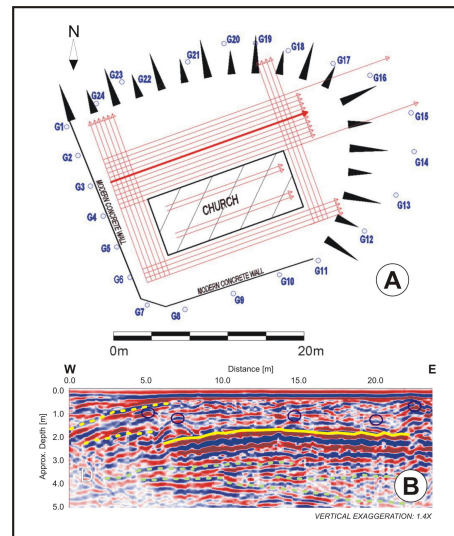 N
G20
G19
G21
G18
G23
G22
G17
G24
G16
G1
G15
G2
G14
G3
MODERN CONCRETE WALL
G13
G4
CHURCH
G12
G5
G11
G6
MODERN CONCRETE WALL
G10
A
G7
G9
G8
0m
20m
W
Distance [m]
E
0.0
5.0
10.0
15.0
20.0
Approx. Depth [m]
0.0
1.0
2.0
3.0
4.0
5.0
B
VERTICAL EXAGGERATION: 1.4X